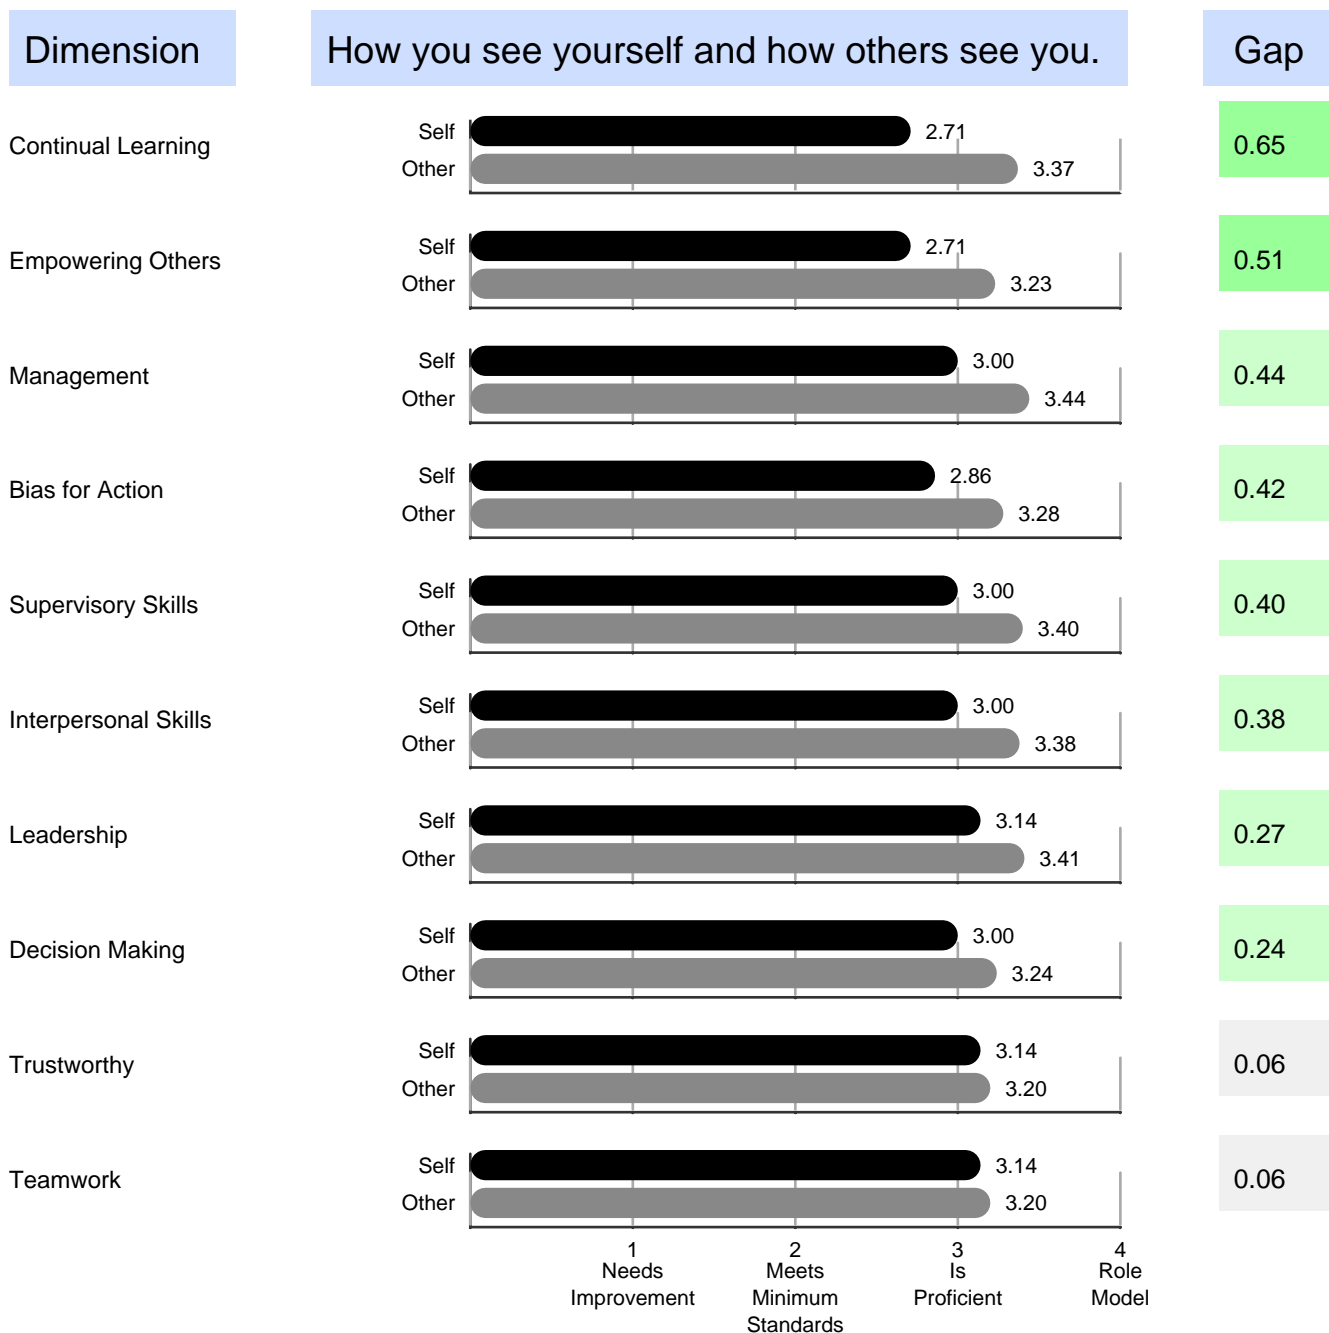 Dimension
How you see yourself and how others see you.
Gap
Continual Learning
Self
2.71
Other
3.37
0.65
Empowering Others
Self
2.71
Other
3.23
0.51
Management
Self
3.00
Other
3.44
0.44
Bias for Action
Self
2.86
Other
3.28
0.42
Supervisory Skills
Self
3.00
Other
3.40
0.40
Interpersonal Skills
Self
3.00
Other
3.38
0.38
Leadership
Self
3.14
Other
3.41
0.27
Decision Making
Self
3.00
Other
3.24
0.24
Trustworthy
Self
3.14
Other
3.20
0.06
Teamwork
Self
3.14
Other
3.20
0.06
1
Needs
Improvement
2
Meets
Minimum
Standards
3
Is
Proficient
4
Role
Model